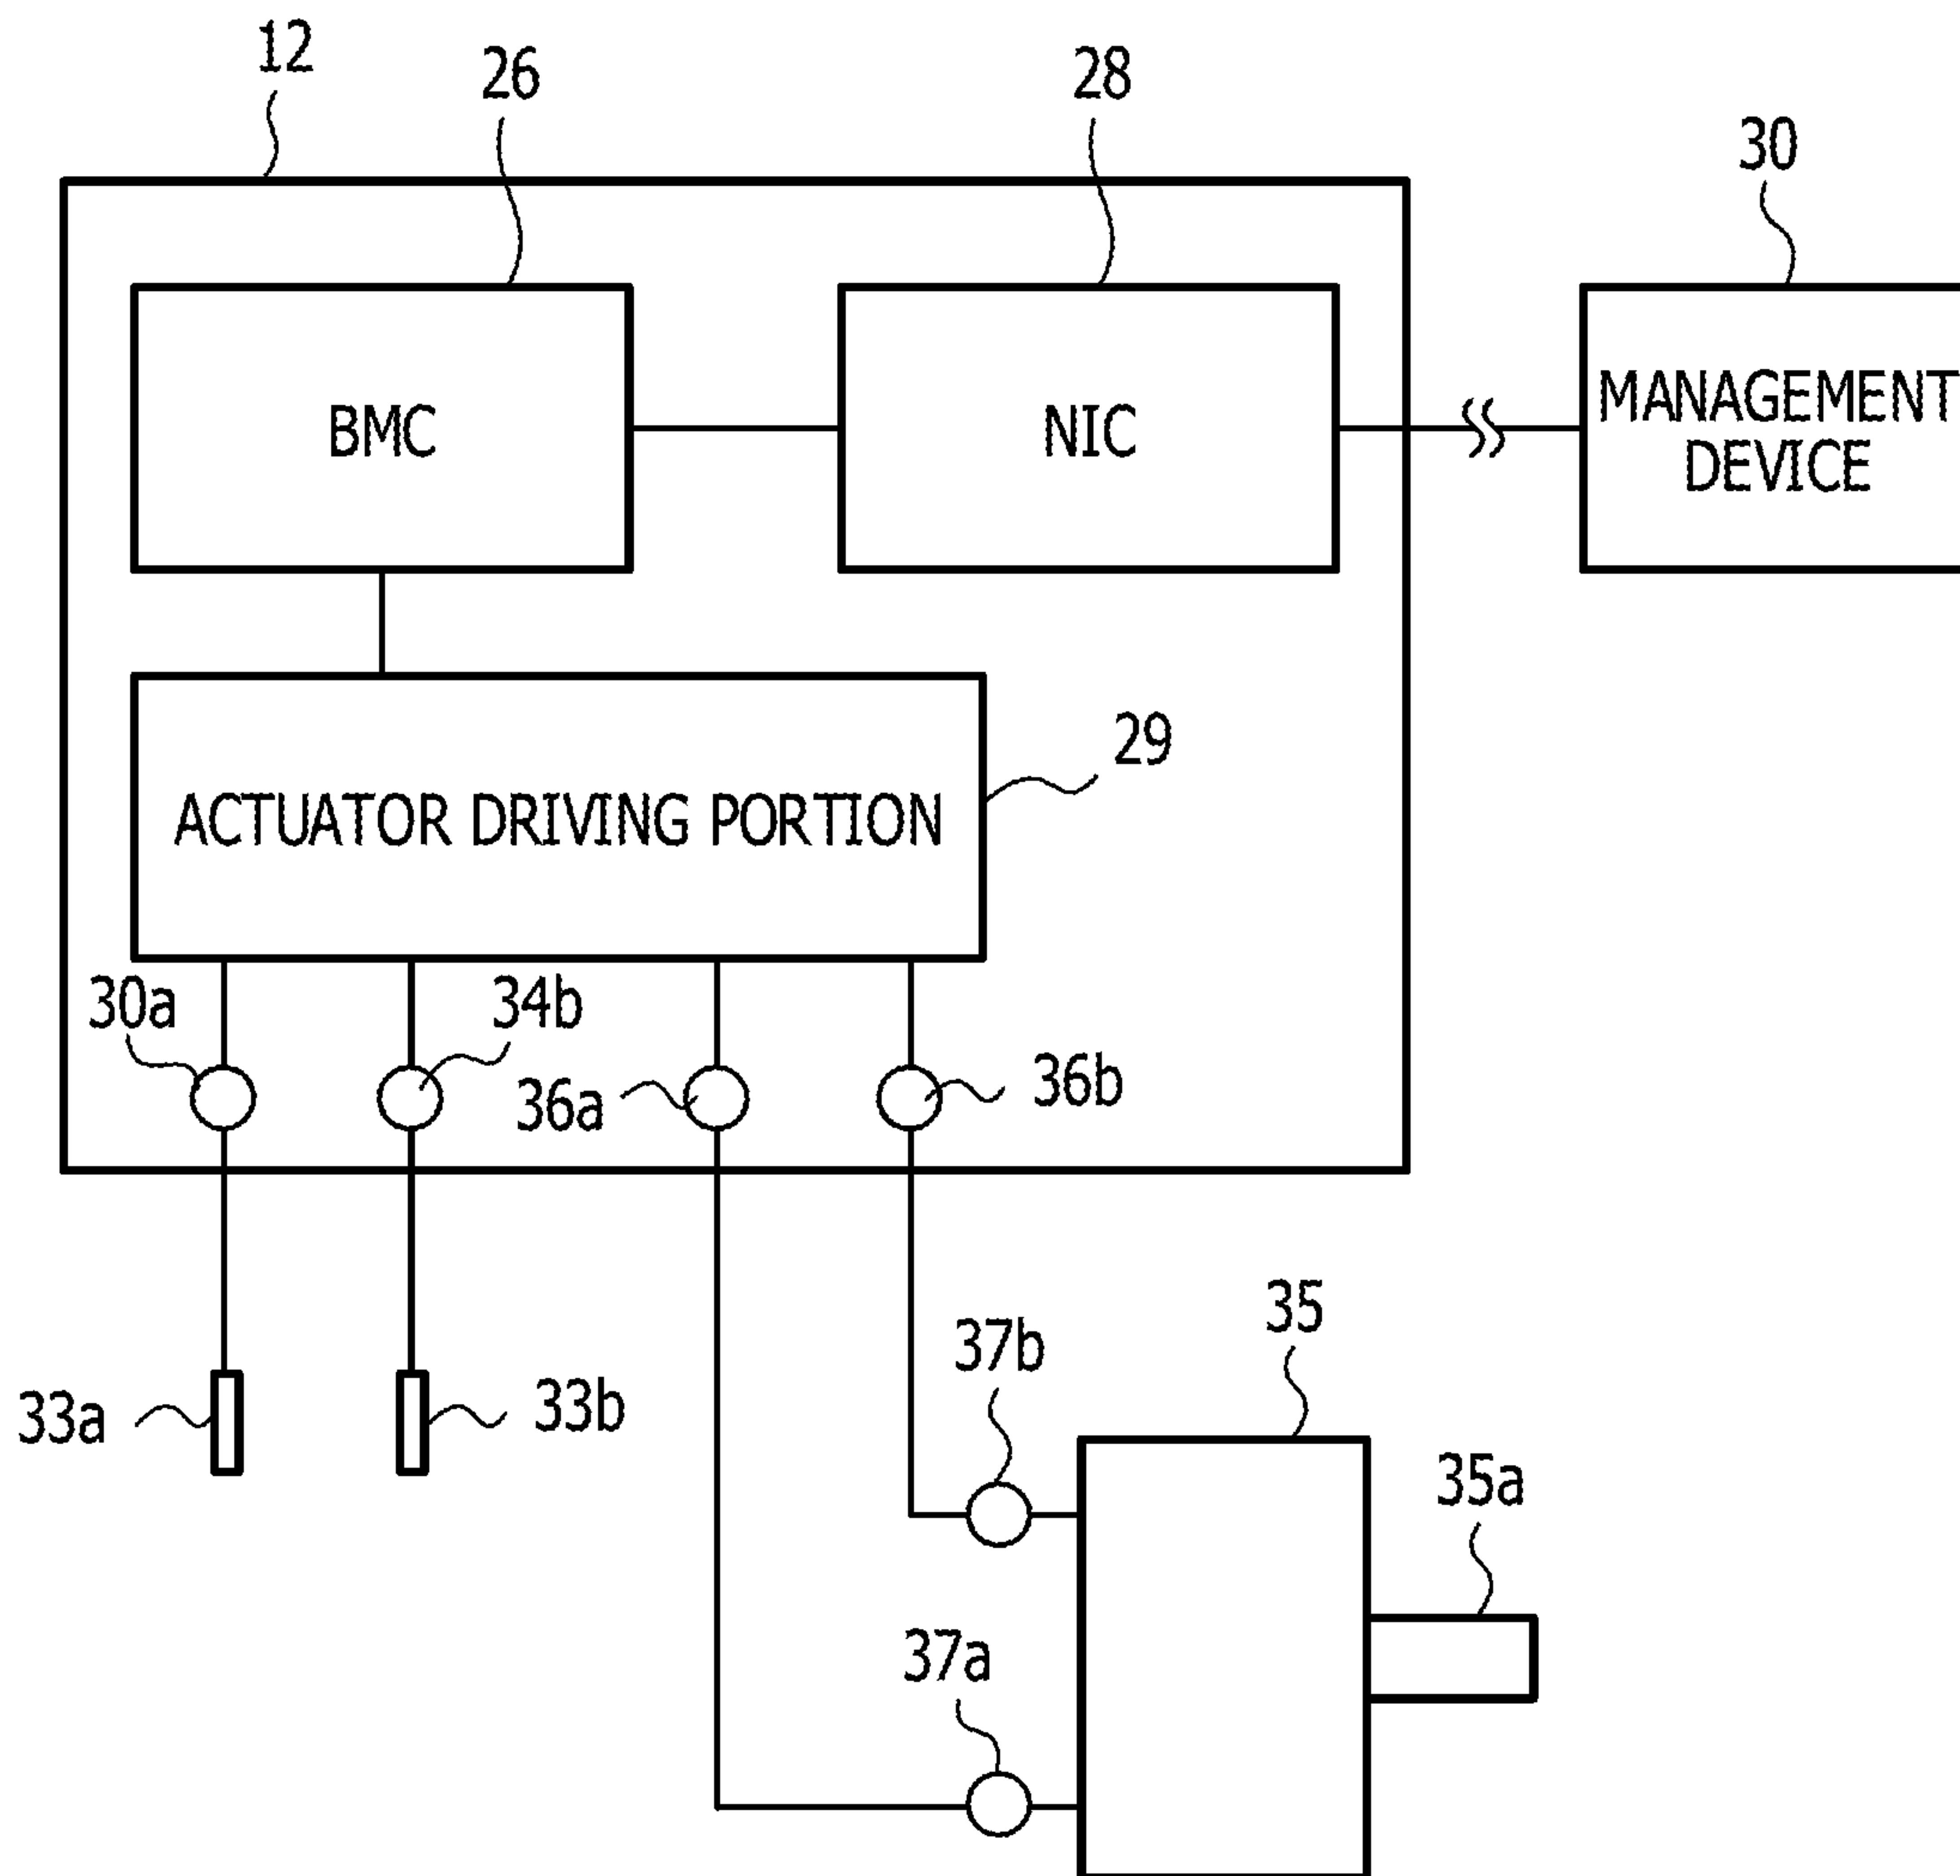 12
26
28
30
BMC
NIC
MANAGEMENT
DEVICE
29
ACTUATOR DRIVING PORTION
30a
34b
36a
36b
35
37b
33a
33b
35a
37a